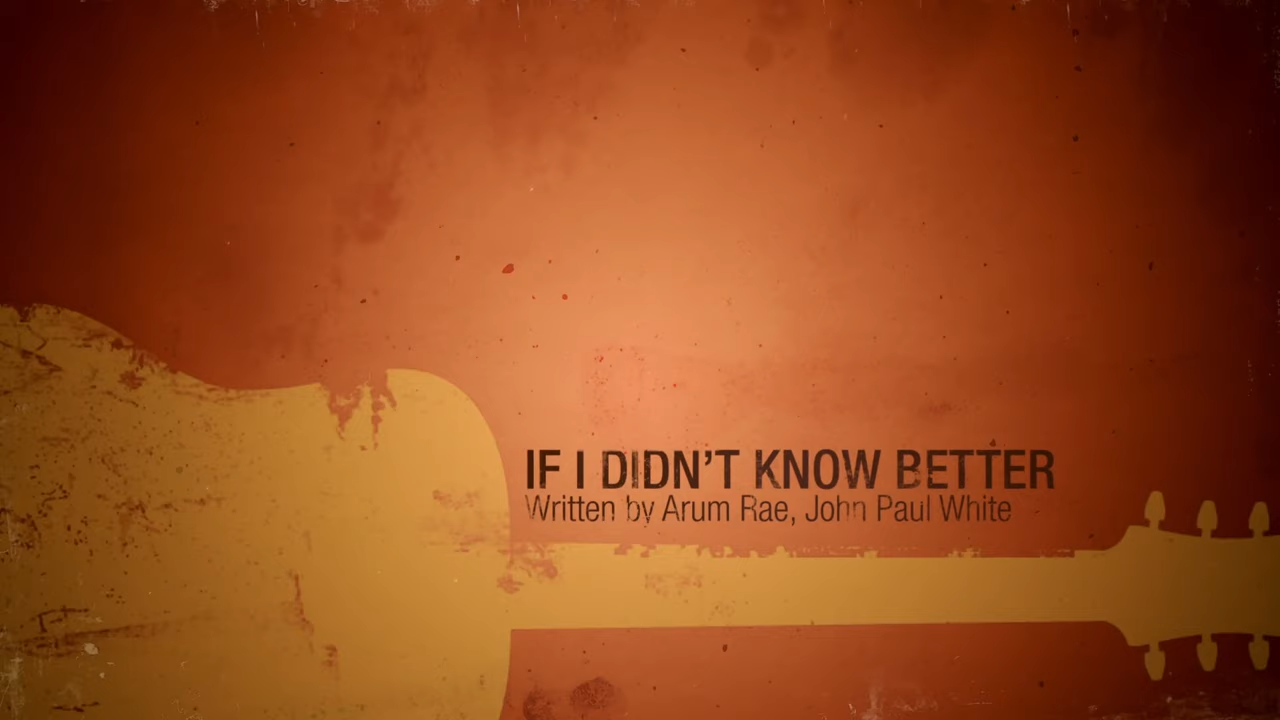 IF I DIDN’T KNOW BETTER
Written by Arum Rae, John Paul White